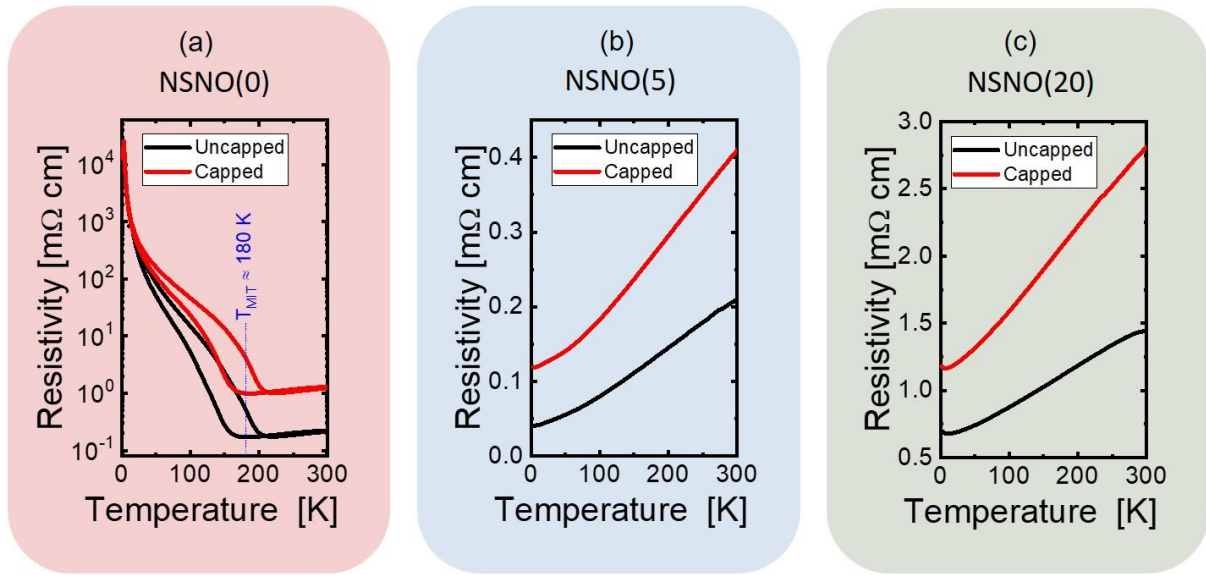 (a)
NSNO(0)
Uncapped
Capped
T_MIT ≈ 180 K
10^4
10^3
10^2
10^1
10^0
10^-1
Resistivity [mΩ cm]
0 100 200 300
Temperature [K]
(b)
NSNO(5)
Uncapped
Capped
0.4
0.3
0.2
0.1
0.0
Resistivity [mΩ cm]
0 100 200 300
Temperature [K]
(c)
NSNO(20)
Uncapped
Capped
3.0
2.5
2.0
1.5
1.0
0.5
Resistivity [mΩ cm]
0 100 200 300
Temperature [K]